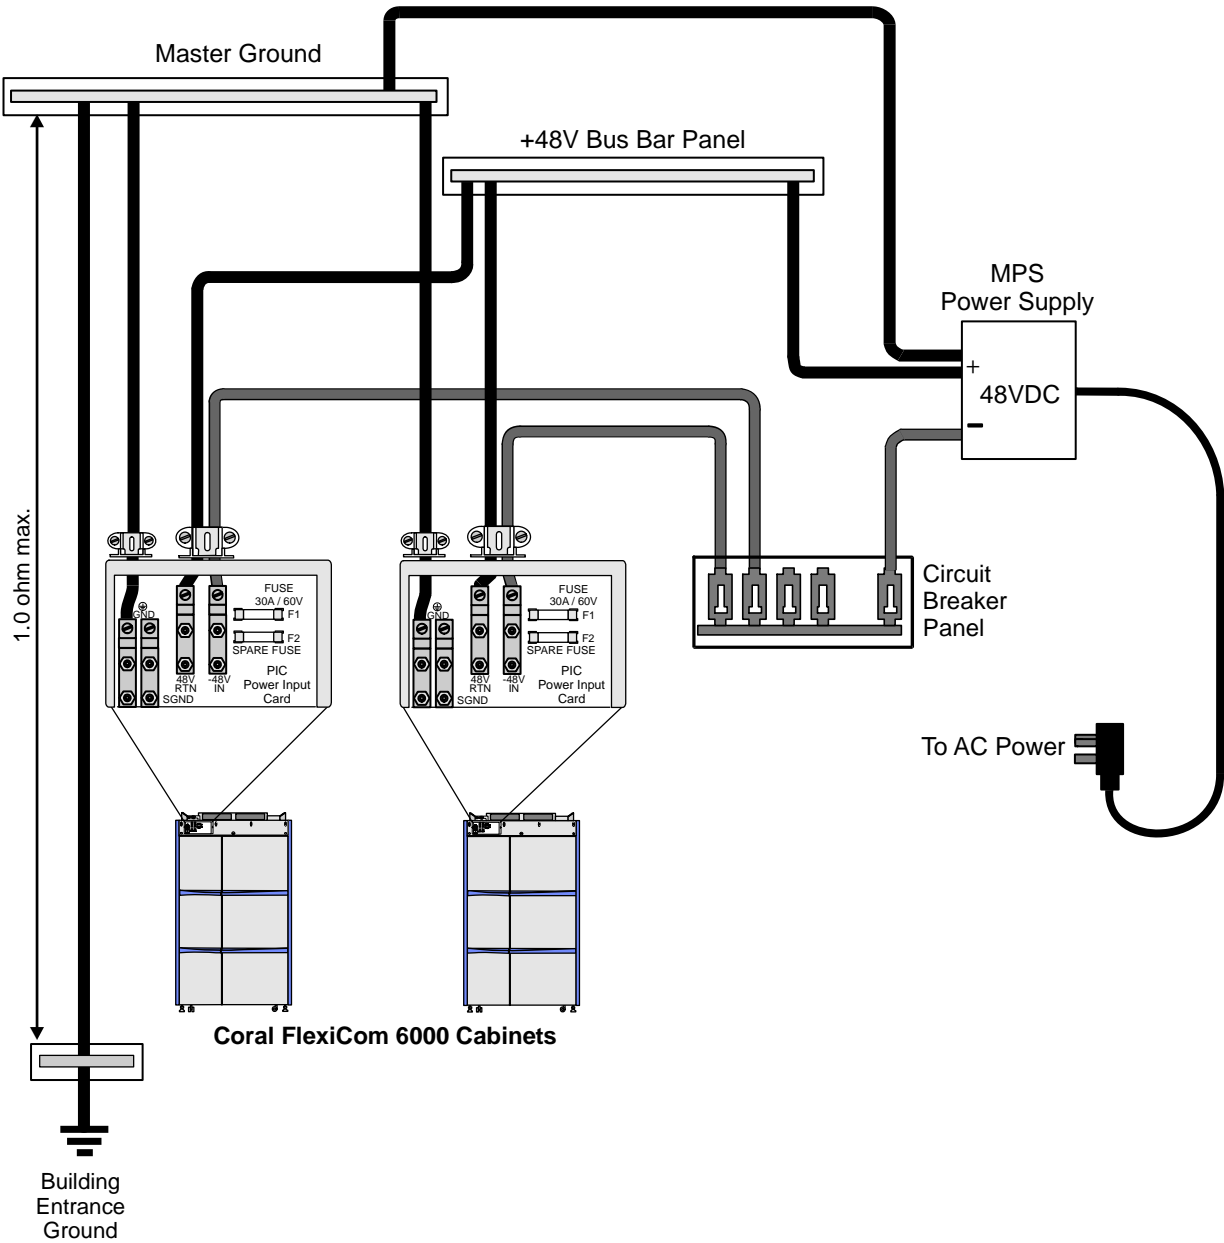 Master Ground
+48V Bus Bar Panel
MPS
Power Supply
+
48VDC
-
1.0 ohm max.
GND
FUSE
30A / 60V
F1
F2
SPARE FUSE
48V
RTN
-48V
IN
SGND
PIC
Power Input
Card
GND
FUSE
30A / 60V
F1
F2
SPARE FUSE
48V
RTN
-48V
IN
SGND
PIC
Power Input
Card
Circuit
Breaker
Panel
To AC Power
Coral FlexiCom 6000 Cabinets
Building
Entrance
Ground